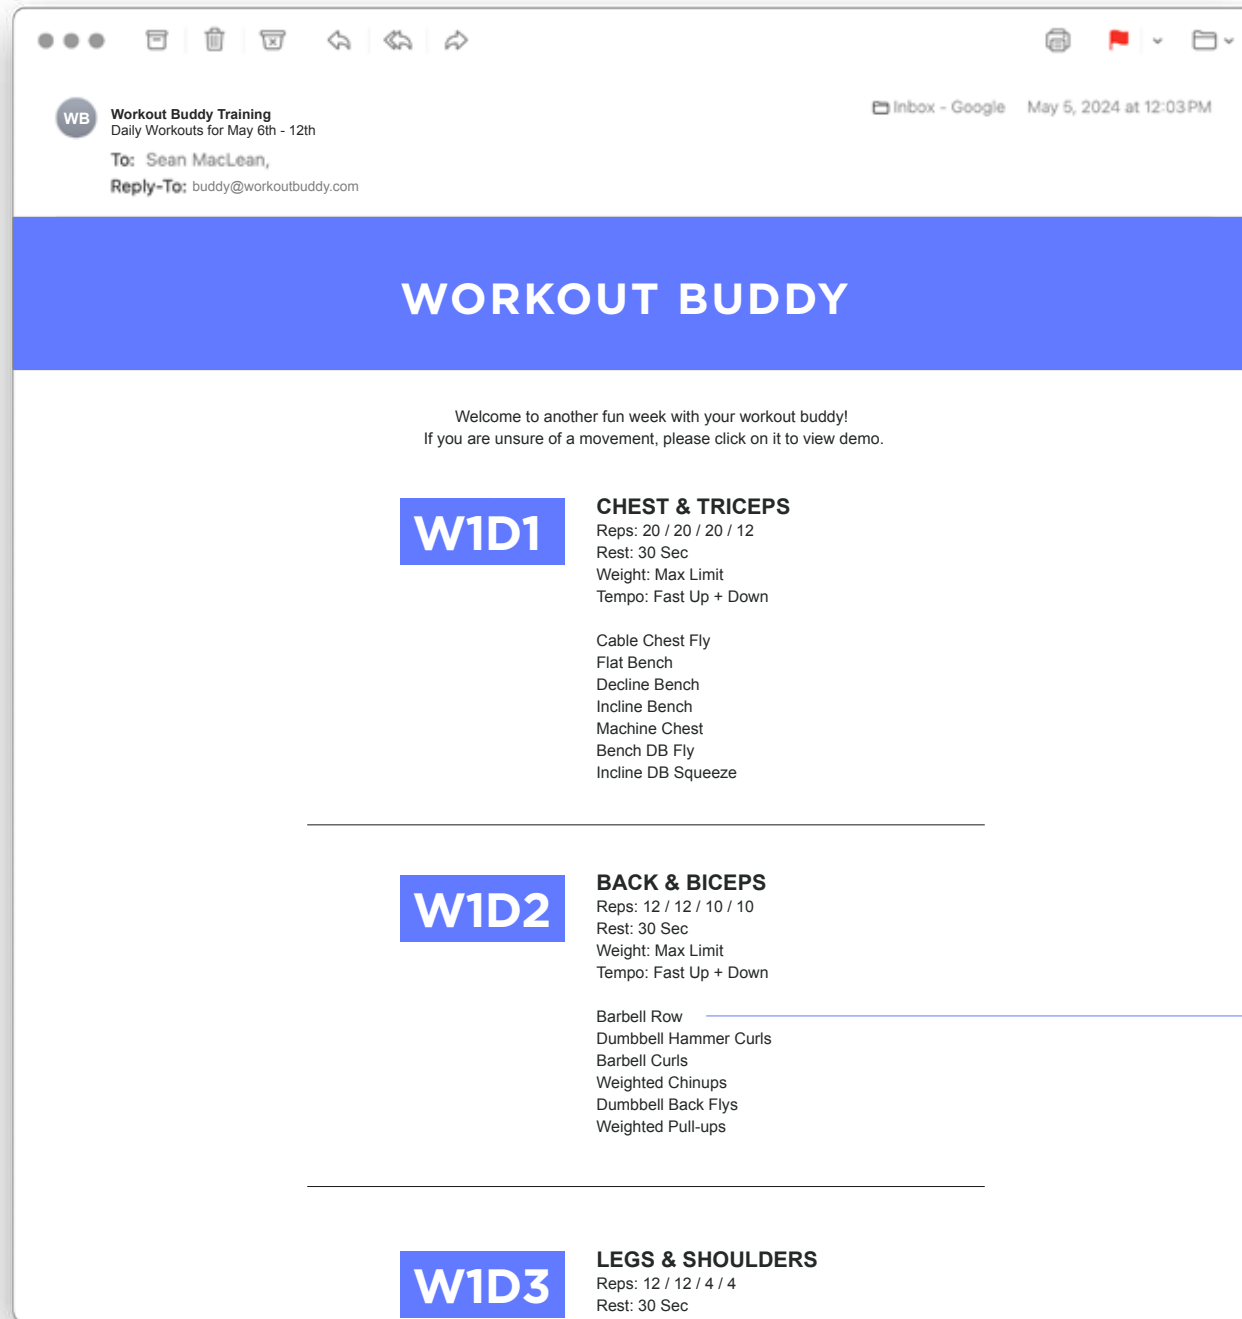 Inbox - Google May 5, 2024 at 12:03 PM
WB
Workout Buddy Training
Daily Workouts for May 6th - 12th
To: Sean MacLean,
Reply-To: buddy@workoutbuddy.com
WORKOUT BUDDY
Welcome to another fun week with your workout buddy!
If you are unsure of a movement, please click on it to view demo.
W1D1
CHEST & TRICEPS
Reps: 20 / 20 / 20 / 12
Rest: 30 Sec
Weight: Max Limit
Tempo: Fast Up + Down
Cable Chest Fly
Flat Bench
Decline Bench
Incline Bench
Machine Chest
Bench DB Fly
Incline DB Squeeze
W1D2
BACK & BICEPS
Reps: 12 / 12 / 10 / 10
Rest: 30 Sec
Weight: Max Limit
Tempo: Fast Up + Down
Barbell Row
Dumbbell Hammer Curls
Barbell Curls
Weighted Chinups
Dumbbell Back Flys
Weighted Pull-ups
W1D3
LEGS & SHOULDERS
Reps: 12 / 12 / 4 / 4
Rest: 30 Sec